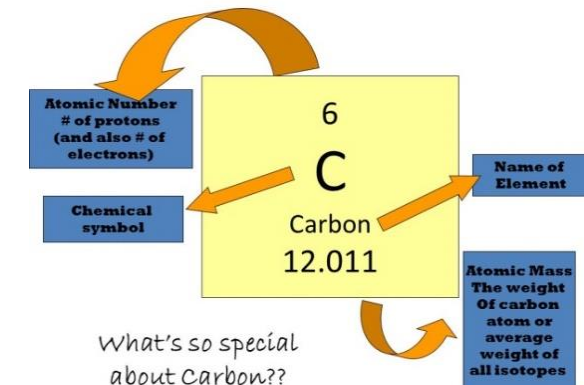 Atomic Number
# of protons
(and also # of
electrons)
6
C
Carbon
12.011
Chemical
symbol
Name of
Element
Atomic Mass
The weight
Of carbon
atom or
average
weight of
all isotopes
What's so special
about Carbon??